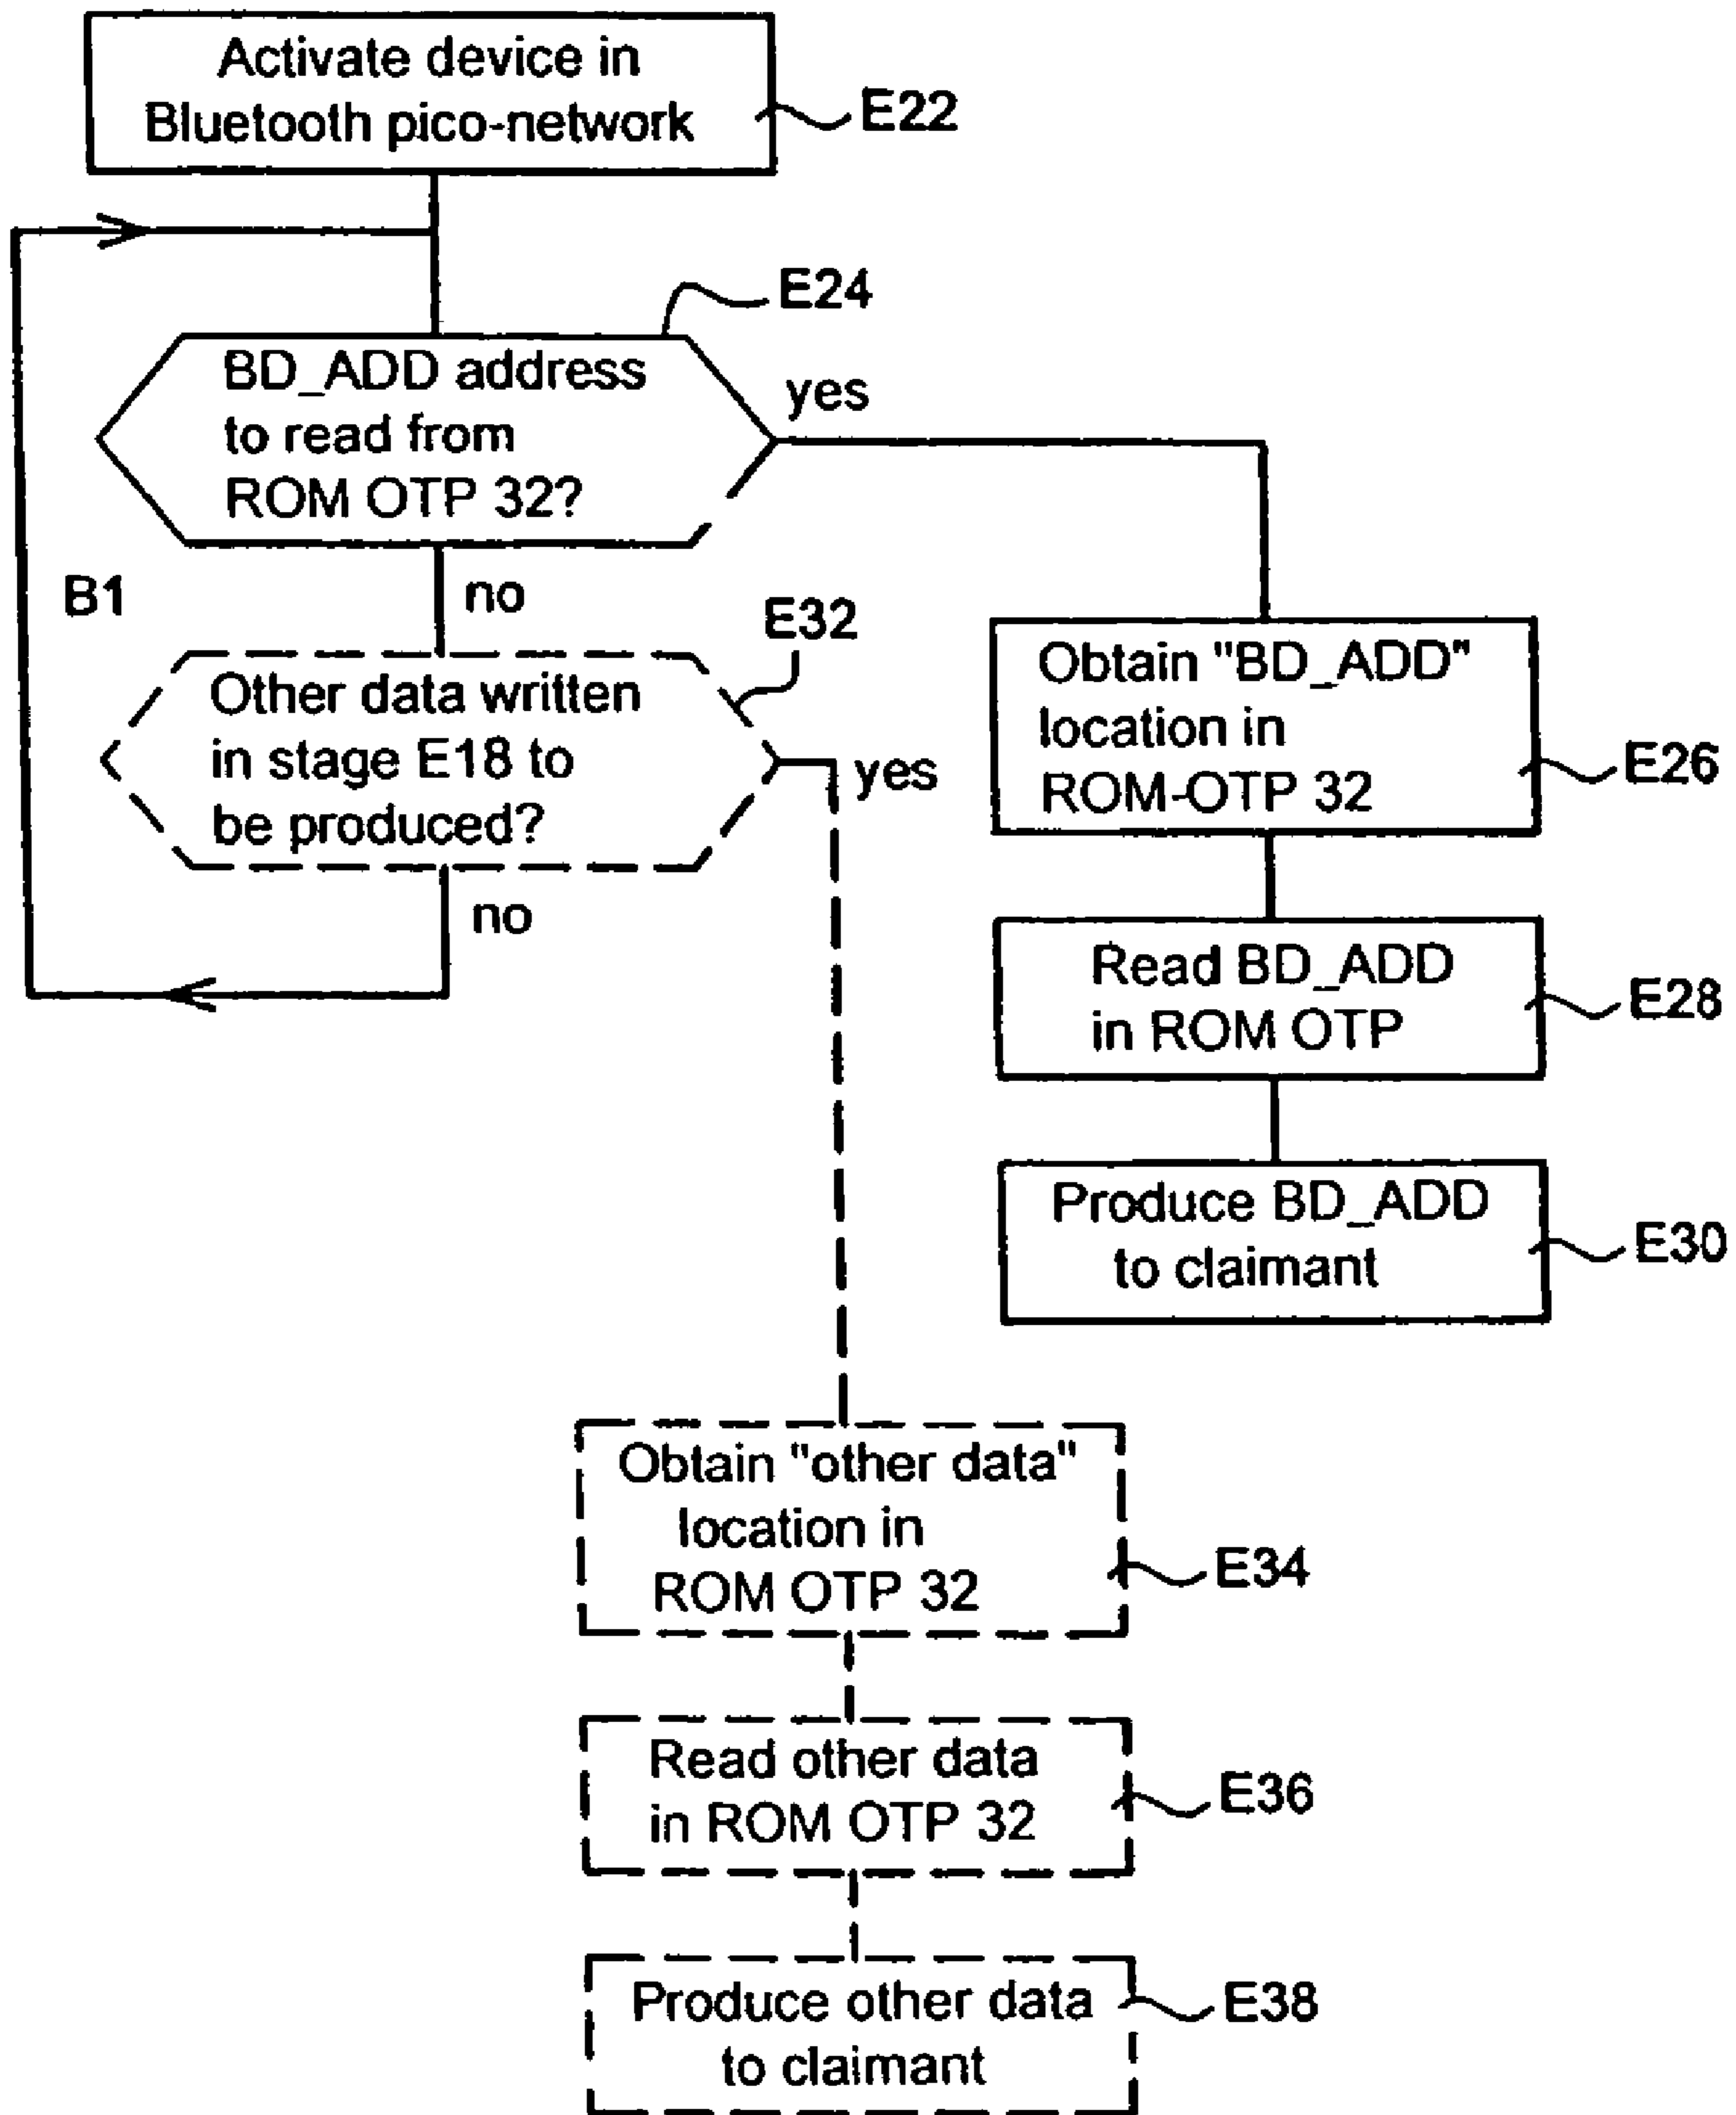 Activate device in
Bluetooth pico-network
E22
E24
BD_ADD address
to read from
ROM OTP 32?
yes
B1
no
E32
Other data written
in stage E18 to
be produced?
yes
no
Obtain "BD_ADD"
location in
ROM-OTP 32
E26
Read BD_ADD
in ROM OTP
E28
Produce BD_ADD
to claimant
E30
Obtain "other data"
location in
ROM OTP 32
E34
Read other data
in ROM OTP 32
E36
Produce other data
to claimant
E38